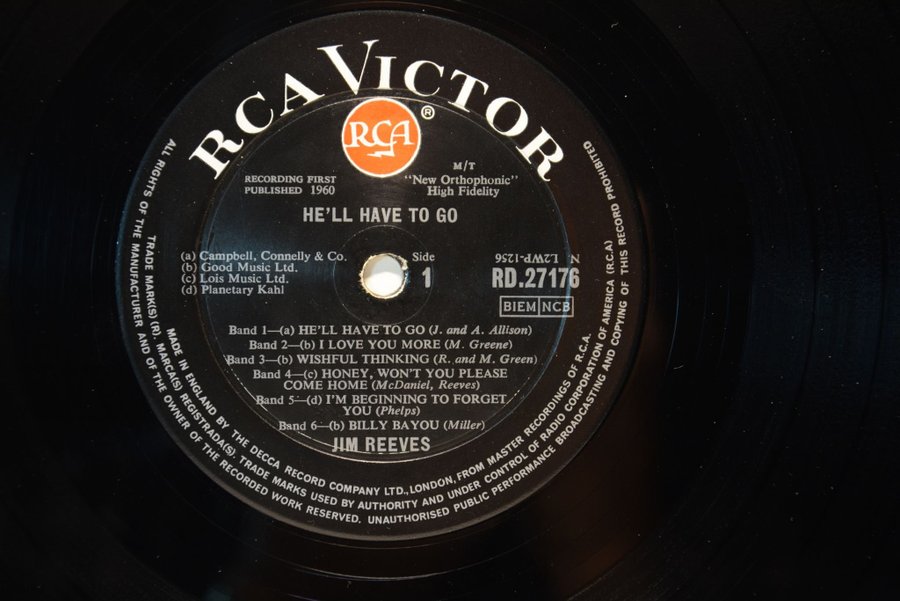 RCA VICTOR
RCA
®
RECORDING FIRST
PUBLISHED 1960
M/T
"New Orthophonic"
High Fidelity
HE'LL HAVE TO GO
(a) Campbell, Connelly & Co.
(b) Good Music Ltd.
(c) Lois Music Ltd.
(d) Planetary Kahl
Side
1
N
L2WP-1256
RD.27176
BIEM NCB
Band 1—(a) HE'LL HAVE TO GO (J. and A. Allison)
Band 2—(b) I LOVE YOU MORE (M. Greene)
Band 3—(b) WISHFUL THINKING (R. and M. Green)
Band 4—(c) HONEY, WON'T YOU PLEASE
COME HOME (McDaniel, Reeves)
Band 5—(d) I'M BEGINNING TO FORGET
YOU (Phelps)
Band 6—(b) BILLY BAYOU (Miller)
JIM REEVES
MADE IN ENGLAND BY THE DECCA RECORD COMPANY LTD., LONDON, FROM MASTER RECORDINGS OF R.C.A.
TRADE MARK(S) (R). MARCA(S) REGISTRADA(S). TRADE MARKS USED BY AUTHORITY AND UNDER CONTROL OF RADIO CORPORATION OF AMERICA (R.C.A)
ALL RIGHTS OF THE MANUFACTURER AND OF THE OWNER OF THE RECORDED WORK RESERVED. UNAUTHORISED PUBLIC PERFORMANCE BROADCASTING AND COPYING OF THIS RECORD PROHIBITED